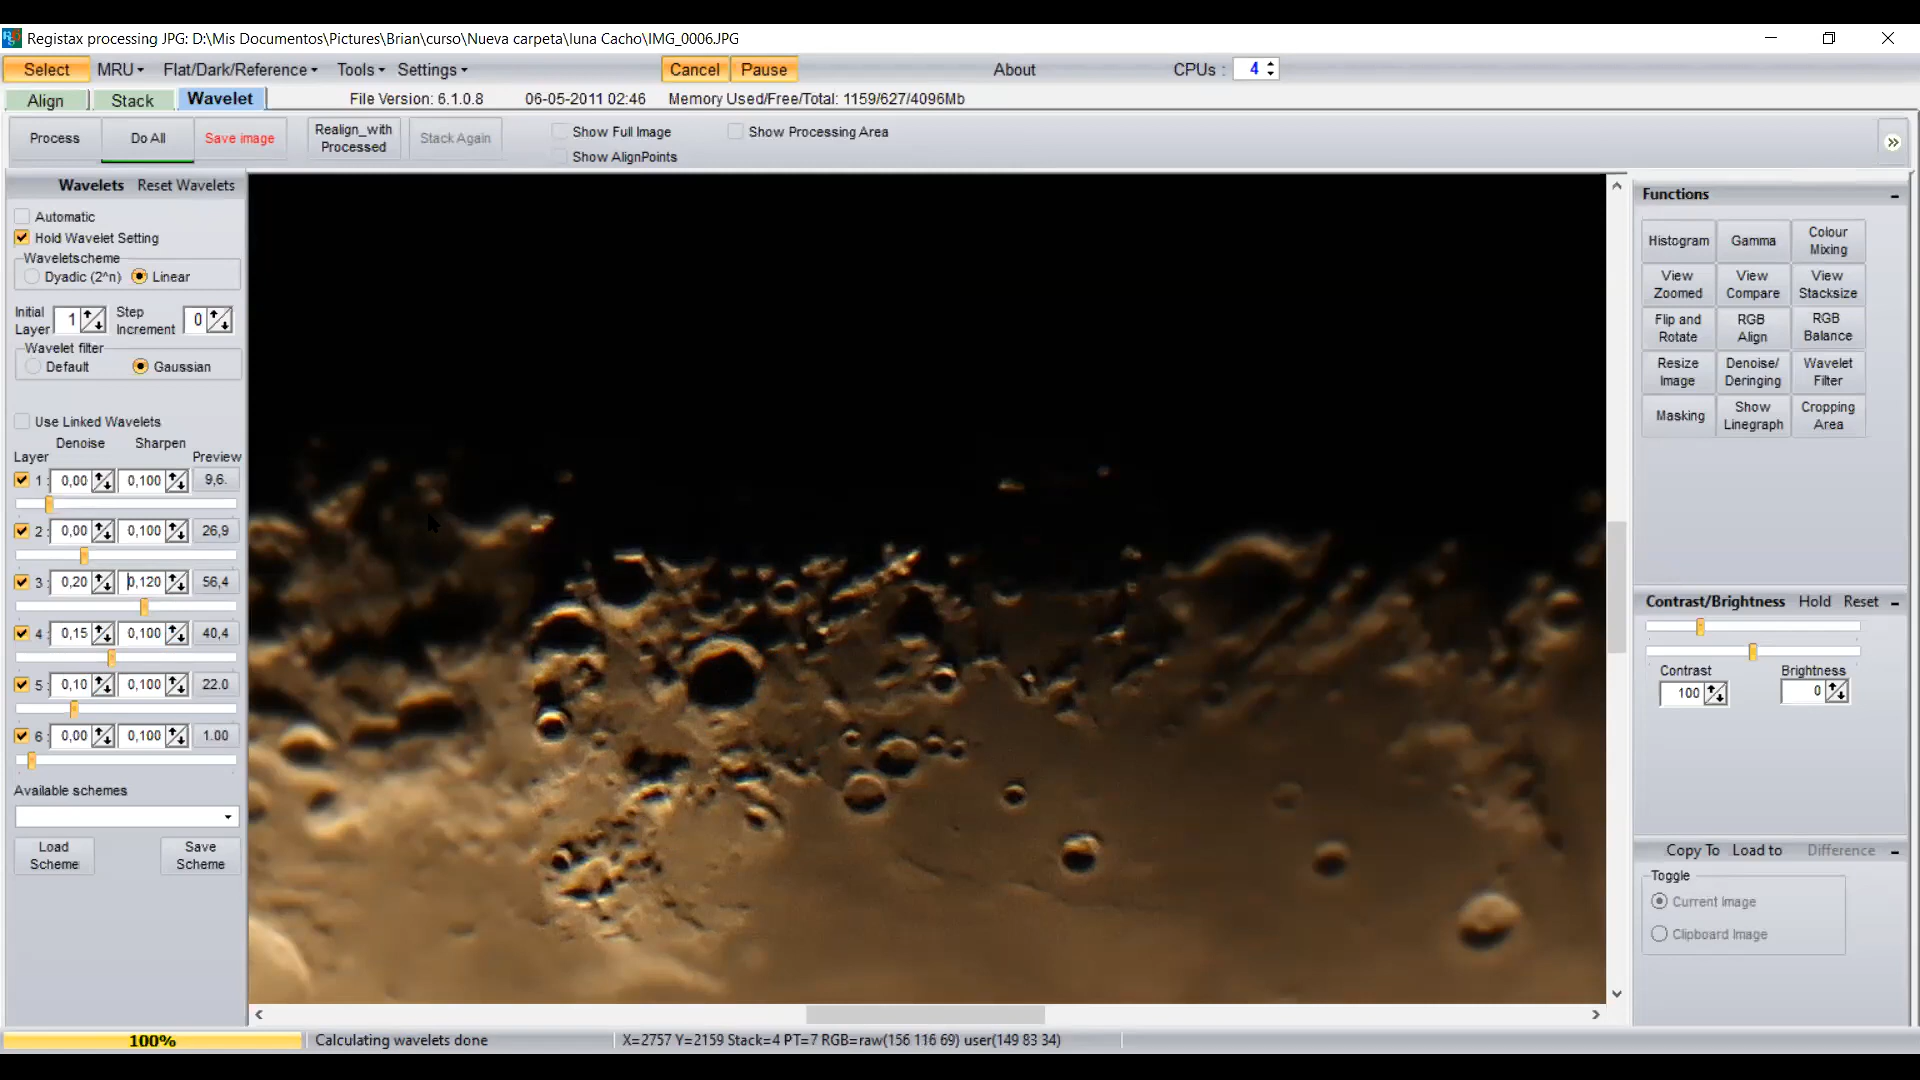 Registax processing JPG: D:\Mis Documentos\Pictures\Brian\curso\Nueva carpeta\luna Cacho\IMG_0006.JPG
Select MRU Flat/Dark/Reference Tools Settings Cancel Pause About CPUs : 4
Align Stack Wavelet File Version: 6.1.0.8 06-05-2011 02:46 Memory Used/Free/Total: 1159/627/4096Mb
Process Do All Save image Realign_with Processed Stack Again Show Full Image Show Processing Area
Show AlignPoints
Wavelets Reset Wavelets
Automatic
Hold Wavelet Setting
Waveletscheme
Dyadic (2^n) Linear
Initial Layer 1 Step Increment 0
Wavelet filter
Default Gaussian
Use Linked Wavelets
Denoise Sharpen
Layer Preview
1 : 0,00 0,100 9,6.
2 : 0,00 0,100 26,9
3 : 0,20 0,120 56,4
4 : 0,15 0,100 40,4
5 : 0,10 0,100 22.0
6 : 0,00 0,100 1.00
Available schemes
Load Scheme Save Scheme
Functions
Histogram Gamma Colour Mixing
View Zoomed View Compare View Stacksize
Flip and Rotate RGB Align RGB Balance
Resize Image Denoise/ Deringing Wavelet Filter
Masking Show Linegraph Cropping Area
Contrast/Brightness Hold Reset
Contrast Brightness
100 0
Copy To Load to Difference
Toggle
Current Image
Clipboard Image
100% Calculating wavelets done X=2757 Y=2159 Stack=4 PT=7 RGB=raw(156 116 69) user(149 83 34)